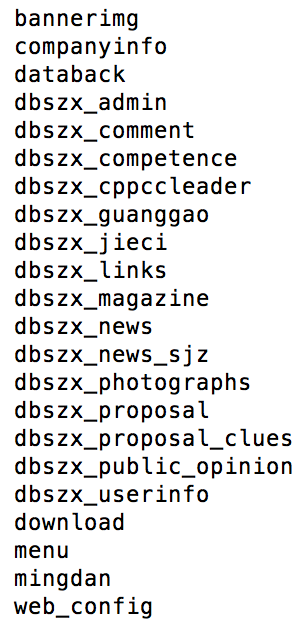 bannerimg
companyinfo
databack
dbszx_admin
dbszx_comment
dbszx_competence
dbszx_cppccleader
dbszx_guanggao
dbszx_jieci
dbszx_links
dbszx_magazine
dbszx_news
dbszx_news_sjz
dbszx_photographs
dbszx_proposal
dbszx_proposal_clues
dbszx_public_opinion
dbszx_userinfo
download
menu
mingdan
web_config